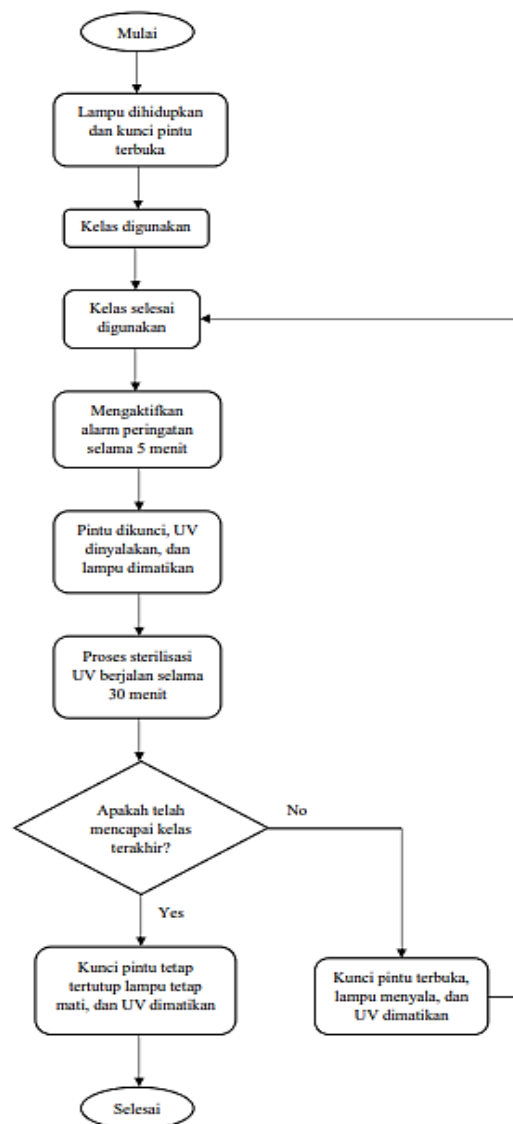 Mulai
Lampu dihidupkan
dan kunci pintu
terbuka
Kelas digunakan
Kelas selesai
digunakan
Mengaktifkan
alarm peringatan
selama 5 menit
Pintu dikunci, UV
dinyalakan, dan
lampu dimatikan
Proses sterilisasi
UV berjalan selama
30 menit
Apakah telah
mencapai kelas
terakhir?
No
Yes
Kunci pintu tetap
tertutup lampu tetap
mati, dan UV dimatikan
Kunci pintu terbuka,
lampu menyala, dan
UV dimatikan
Selesai